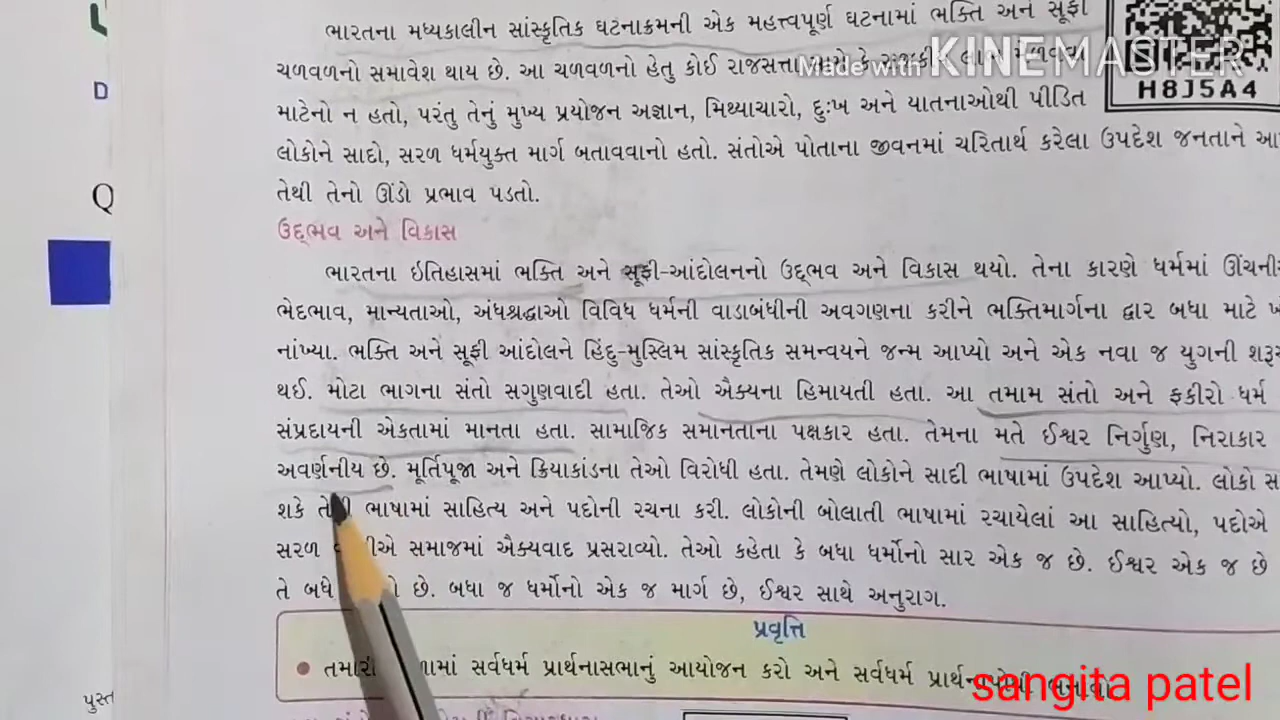 ભારતના મધ્યકાલીન સાંસ્કૃતિક ઘટનાક્રમની એક મહત્ત્વપૂર્ણ ઘટનામાં ભક્તિ અને સૂફી
ચળવળનો સમાવેશ થાય છે. આ ચળવળનો હેતુ કોઈ રાજસત્તા
Made with KINEMASTER
H8J5A4
માટેનો ન હતો, પરંતુ તેનું મુખ્ય પ્રયોજન અજ્ઞાન, મિથ્યાચારો, દુઃખ અને યાતનાઓથી પીડિત
લોકોને સાદો, સરળ ધર્મયુક્ત માર્ગ બતાવવાનો હતો. સંતોએ પોતાના જીવનમાં ચરિતાર્થ કરેલા ઉપદેશ જનતાને
તેથી તેનો ઊંડો પ્રભાવ પડતો.
D
Q
ઉદ્ભવ અને વિકાસ
ભારતના ઇતિહાસમાં ભક્તિ અને સૂફી-આંદોલનનો ઉદ્ભવ અને વિકાસ થયો. તેના કારણે ધર્મમાં
ભેદભાવ, માન્યતાઓ, અંધશ્રદ્ધાઓ વિવિધ ધર્મની વાડાબંધીની અવગણના કરીને ભક્તિમાર્ગના દ્વાર બધા માટે
નાંખ્યા. ભક્તિ અને સૂફી આંદોલને હિંદુ-મુસ્લિમ સાંસ્કૃતિક સમન્વયને જન્મ આપ્યો અને એક નવા જ યુગની
થઈ. મોટા ભાગના સંતો સગુણવાદી હતા. તેઓ ઐક્યના હિમાયતી હતા. આ તમામ સંતો અને ફકીરો ધર્મ
સંપ્રદાયની એકતામાં માનતા હતા. સામાજિક સમાનતાના પક્ષકાર હતા. તેમના મતે ઈશ્વર નિર્ગુણ, નિરાકાર
અવર્ણનીય છે. મૂર્તિપૂજા અને ક્રિયાકાંડના તેઓ વિરોધી હતા. તેમણે લોકોને સાદી ભાષામાં ઉપદેશ આપ્યો. લોકો
શકે ભાષામાં સાહિત્ય અને પદોની રચના કરી. લોકોની બોલાતી ભાષામાં રચાયેલાં આ સાહિત્યો, પદોએ
સરળ સમાજમાં ઐક્યવાદ પ્રસરાવ્યો. તેઓ કહેતા કે બધા ધર્મોનો સાર એક જ છે. ઈશ્વર એક જ છે
તે બધે છે. બધા જ ધર્મોનો એક જ માર્ગ છે, ઈશ્વર સાથે અનુરાગ.
પ્રવૃત્તિ
સર્વધર્મ પ્રાર્થનાસભાનું આયોજન કરો અને સર્વધર્મ
sangita patel